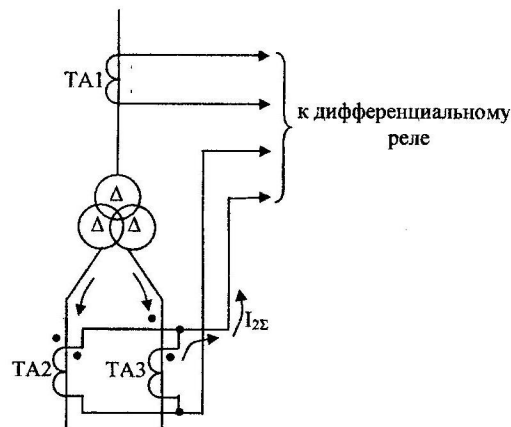 TA1
к дифференциальному
реле
Δ
Δ Δ
I2Σ
TA2
TA3